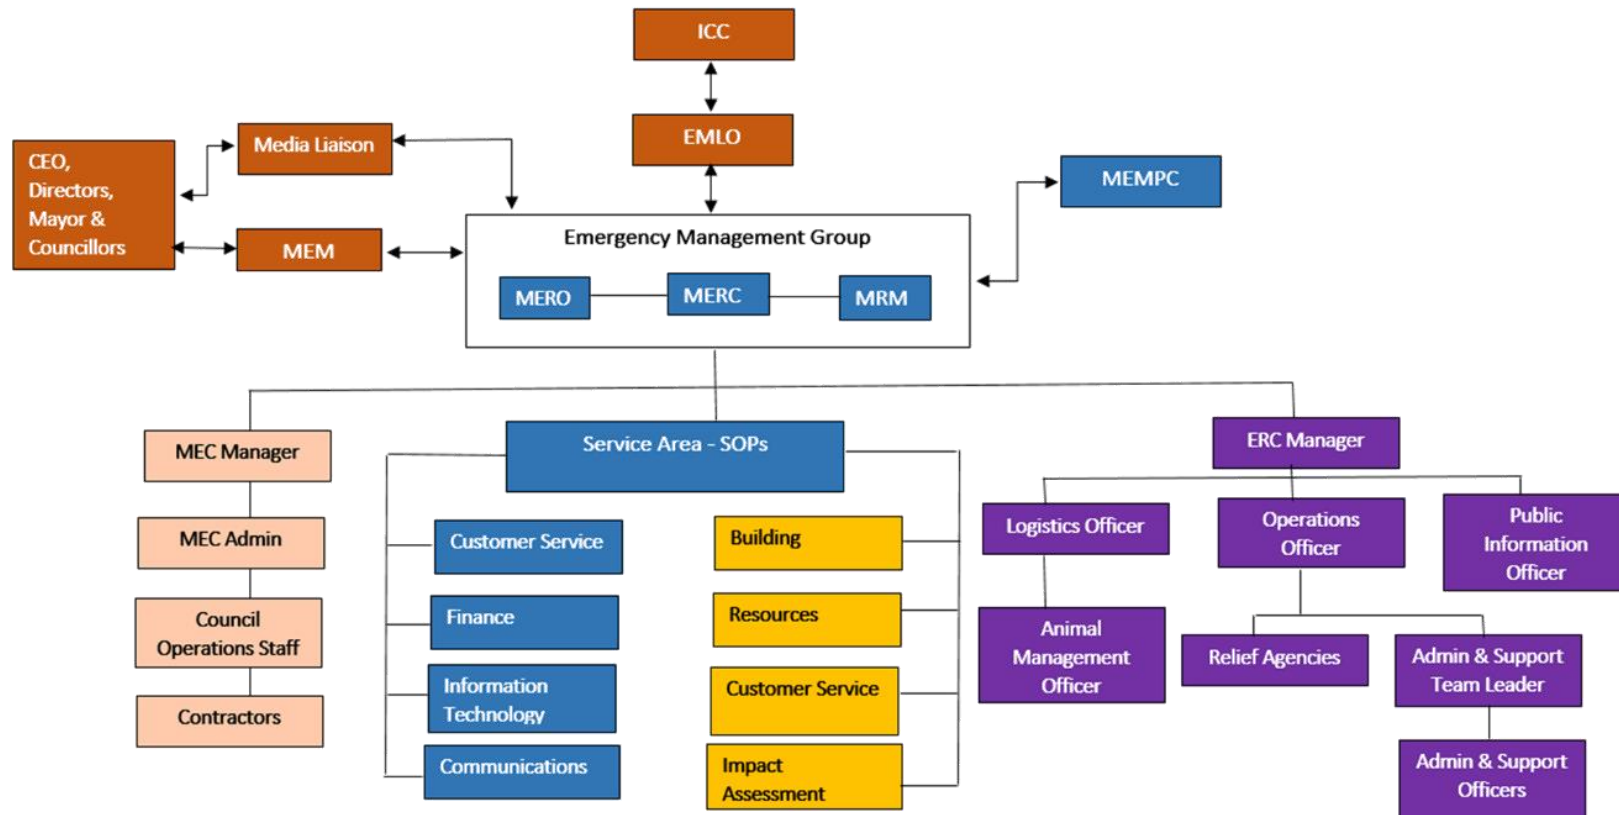 ICC
EMLO
Media Liaison
CEO,
Directors,
Mayor &
Councillors
MEM
MEMPC
Emergency Management Group
MERO
MERC
MRM
MEC Manager
MEC Admin
Council
Operations Staff
Contractors
Service Area - SOPs
Customer Service
Finance
Information
Technology
Communications
Building
Resources
Customer Service
Impact
Assessment
ERC Manager
Logistics Officer
Animal
Management
Officer
Operations
Officer
Relief Agencies
Admin & Support
Team Leader
Admin & Support
Officers
Public
Information
Officer